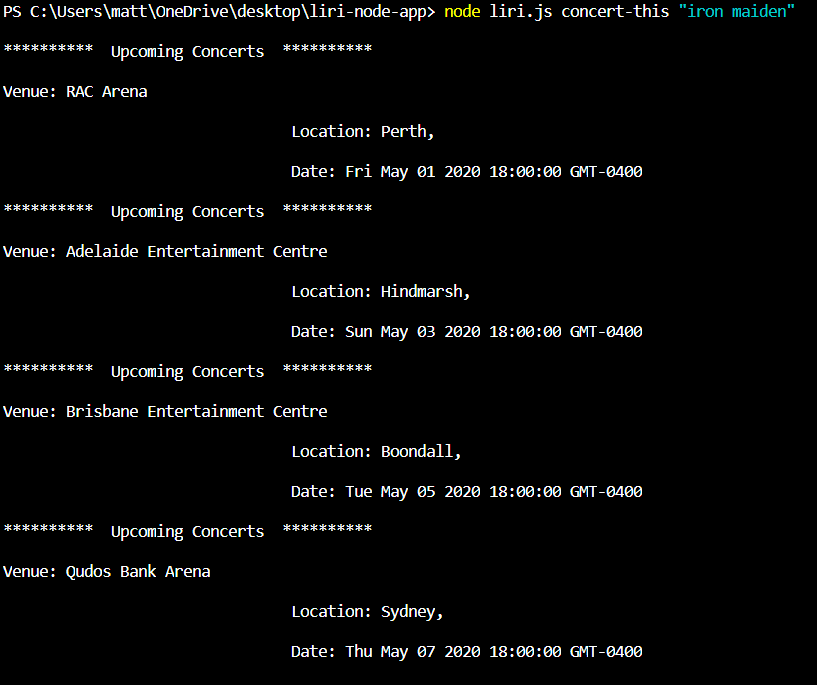 PS C:\Users\matt\OneDrive\desktop\liri-node-app> node liri.js concert-this "iron maiden"
**********  Upcoming Concerts  **********
Venue: RAC Arena
Location: Perth,
Date: Fri May 01 2020 18:00:00 GMT-0400
**********  Upcoming Concerts  **********
Venue: Adelaide Entertainment Centre
Location: Hindmarsh,
Date: Sun May 03 2020 18:00:00 GMT-0400
**********  Upcoming Concerts  **********
Venue: Brisbane Entertainment Centre
Location: Boondall,
Date: Tue May 05 2020 18:00:00 GMT-0400
**********  Upcoming Concerts  **********
Venue: Qudos Bank Arena
Location: Sydney,
Date: Thu May 07 2020 18:00:00 GMT-0400